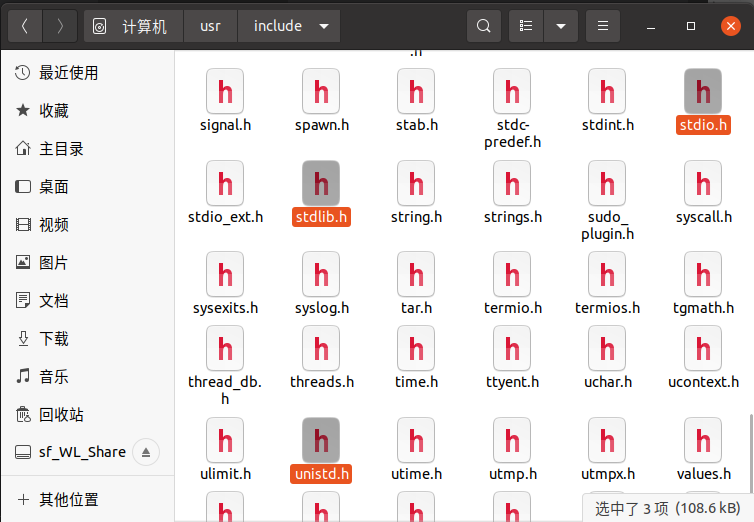 计算机 usr include
最近使用
收藏
主目录
桌面
视频
图片
文档
下载
音乐
回收站
sf_WL_Share
其他位置
.h
signal.h spawn.h stab.h stdc-predef.h stdint.h stdio.h
stdio_ext.h stdlib.h string.h strings.h sudo_plugin.h syscall.h
sysexits.h syslog.h tar.h termio.h termios.h tgmath.h
thread_db.h threads.h time.h ttyent.h uchar.h ucontext.h
ulimit.h unistd.h utime.h utmp.h utmpx.h values.h
选中了 3 项 (108.6 kB)